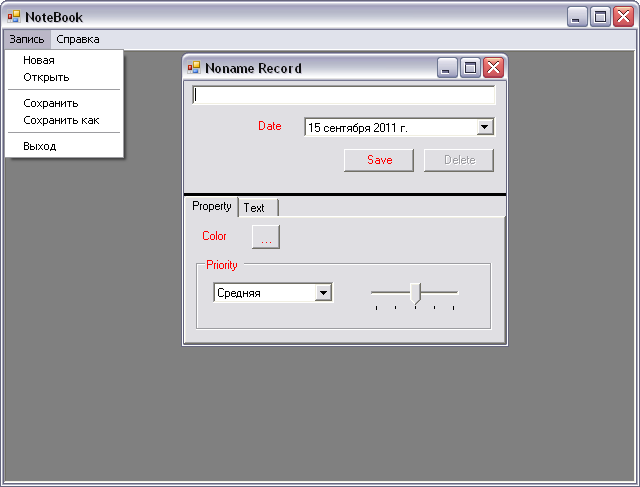 NoteBook
Запись Справка
Новая
Открыть
Сохранить
Сохранить как
Выход
Noname Record
Date 15 сентября 2011 г.
Save Delete
Property Text
Color ...
Priority
Средняя